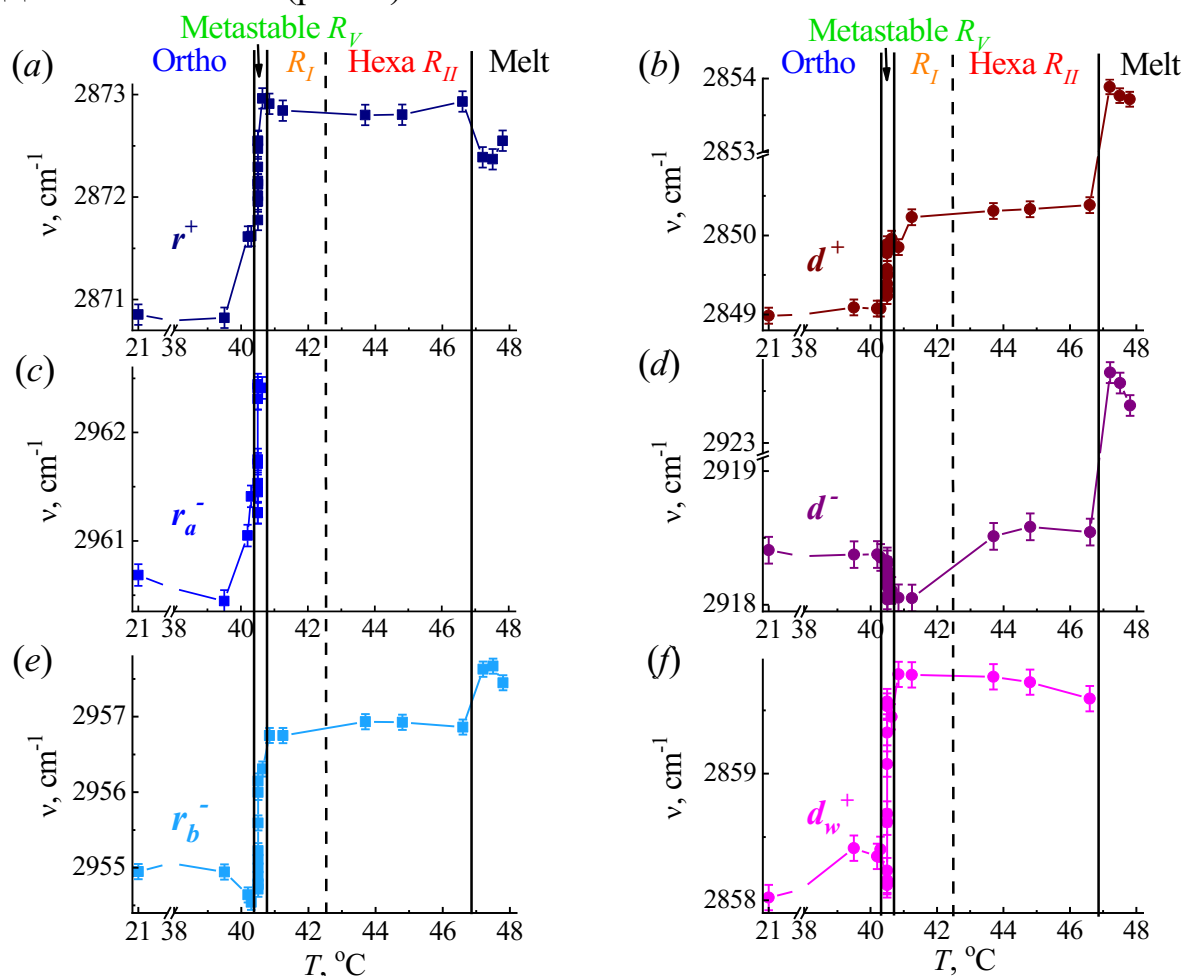 Metastable R_V
Ortho R_I Hexa R_II Melt
(a)
ν, cm⁻¹
2873
2872
2871
r⁺
21 38 40 42 44 46 48
Metastable R_V
Ortho R_I Hexa R_II Melt
(b)
ν, cm⁻¹
2854
2853
2850
2849
d⁺
21 38 40 42 44 46 48
(c)
ν, cm⁻¹
2962
2961
r_a⁻
21 38 40 42 44 46 48
(d)
ν, cm⁻¹
2923
2919
2918
d⁻
21 38 40 42 44 46 48
(e)
ν, cm⁻¹
2957
2956
2955
r_b⁻
21 38 40 42 44 46 48
T, °C
(f)
ν, cm⁻¹
2859
2858
d_w⁺
21 38 40 42 44 46 48
T, °C